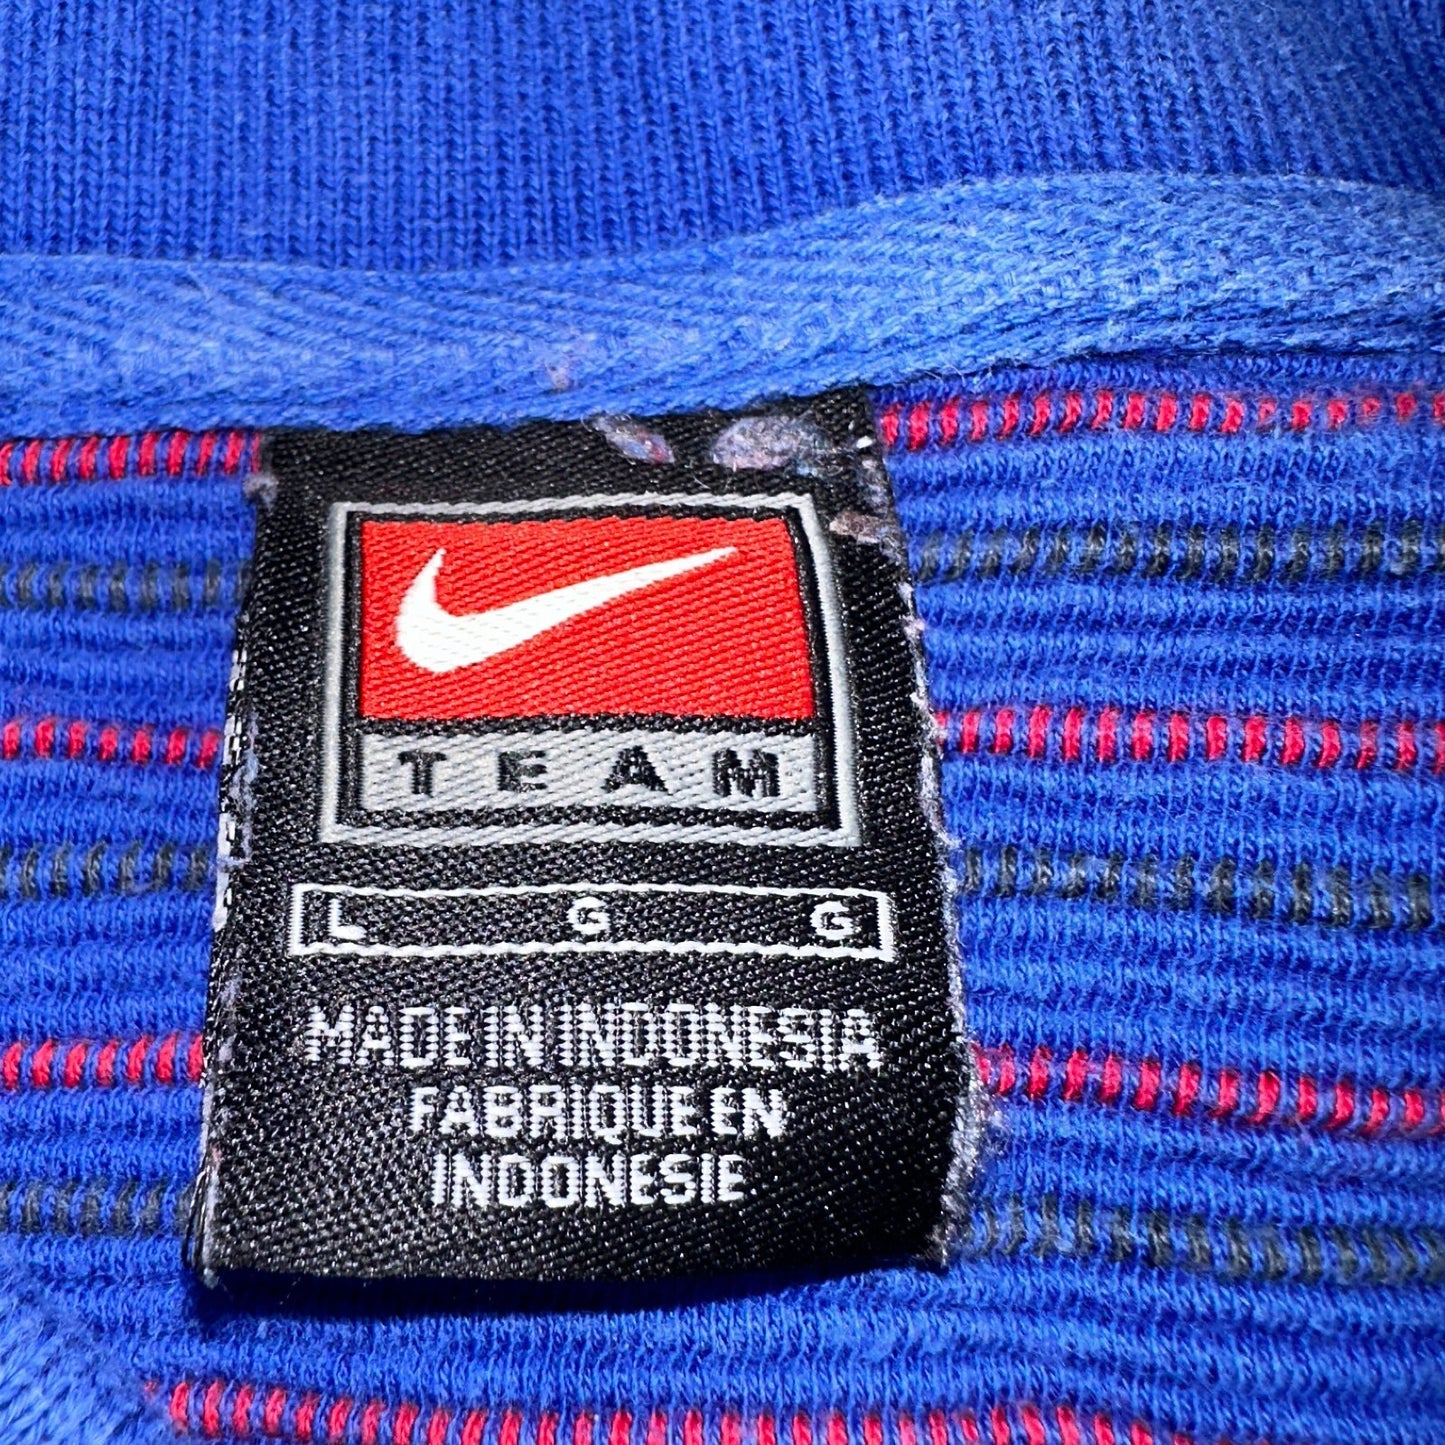 TEAM
L G G
MADE IN INDONESIA
FABRIQUE EN
INDONESIE